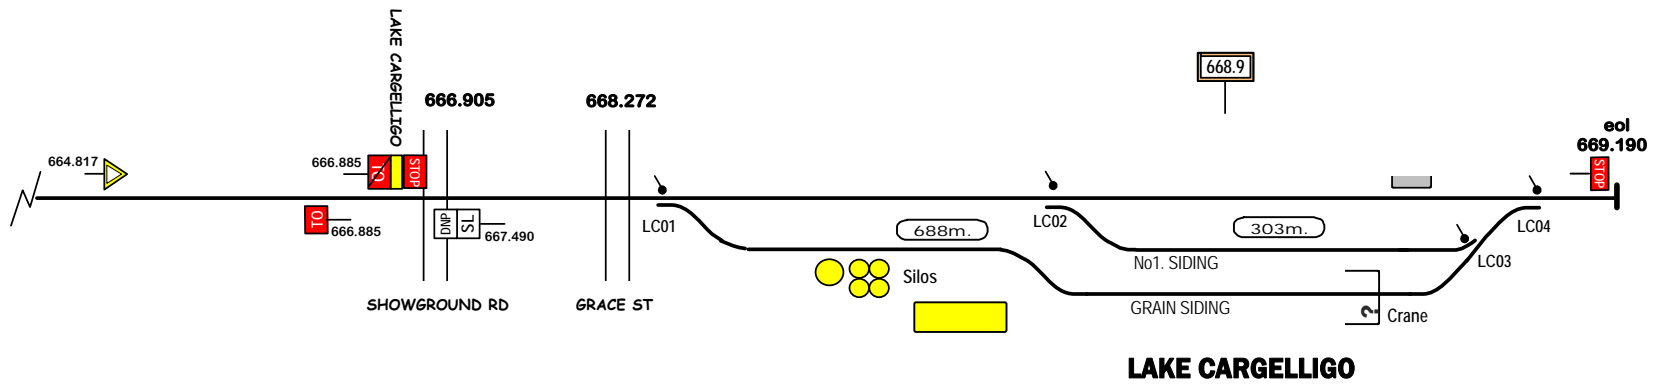 LAKE CARGELLIGO
666.905
668.272
668.9
eol
669.190
664.817
666.885
TO
STOP
STOP
TO
666.885
DNP
SL
667.490
LC01
688m.
LC02
303m.
LC04
No1. SIDING
LC03
Silos
SHOWGROUND RD
GRACE ST
GRAIN SIDING
?
Crane
LAKE CARGELLIGO